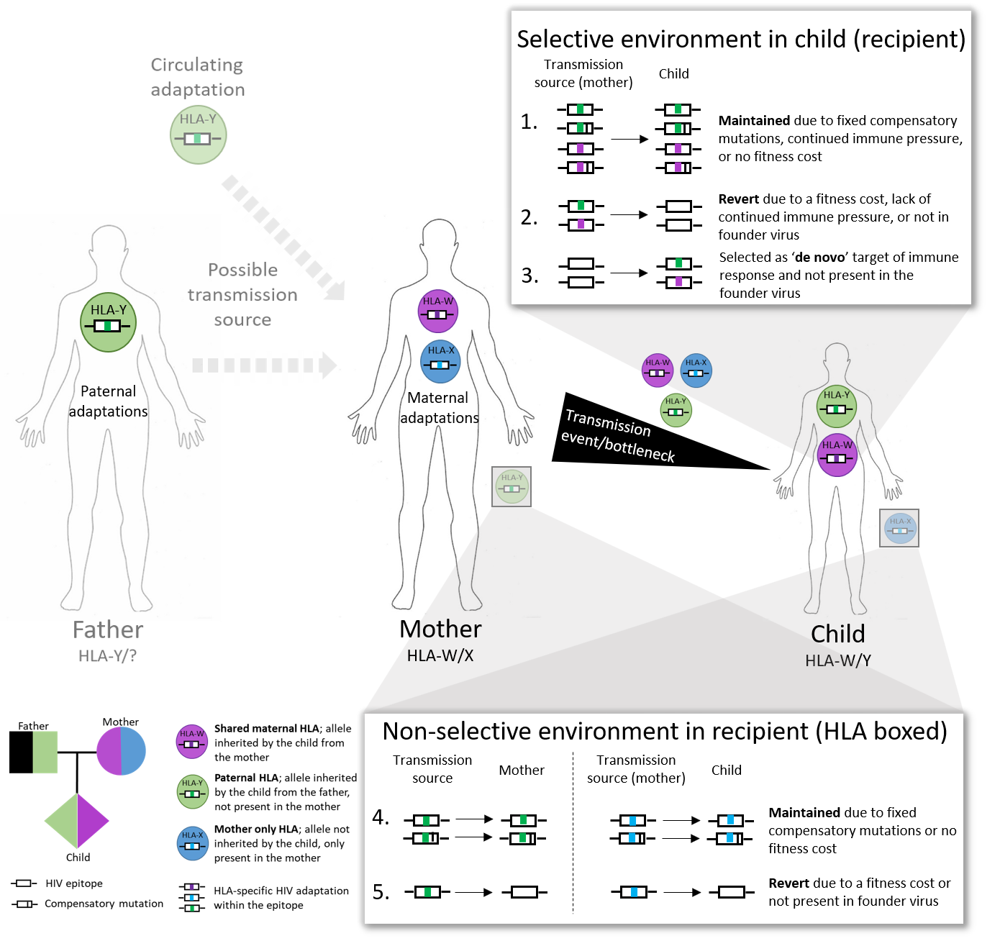 Selective environment in child (recipient)
Transmission
source (mother)
Child
1.
Maintained due to fixed compensatory
mutations, continued immune pressure,
or no fitness cost
2.
Revert due to a fitness cost, lack of
continued immune pressure, or not in
founder virus
3.
Selected as ‘de novo’ target of immune
response and not present in the
founder virus
Circulating
adaptation
HLA-Y
Possible
transmission
source
HLA-Y
Paternal
adaptations
HLA-W
HLA-X
Maternal
adaptations
HLA-Y
HLA-W
HLA-X
HLA-Y
Transmission
event/bottleneck
HLA-Y
HLA-W
HLA-X
Father
HLA-Y/?
Mother
HLA-W/X
Child
HLA-W/Y
Father
Mother
Child
HIV epitope
Compensatory mutation
HLA-W
Shared maternal HLA; allele
inherited by the child from
the mother
HLA-Y
Paternal HLA; allele inherited
by the child from the father,
not present in the mother
HLA-X
Mother only HLA; allele not
inherited by the child, only
present in the mother
HLA-specific HIV adaptation
within the epitope
Non-selective environment in recipient (HLA boxed)
Transmission
source
Mother
Transmission
source (mother)
Child
4.
Maintained due to fixed
compensatory mutations or no
fitness cost
5.
Revert due to a fitness cost or
not present in founder virus